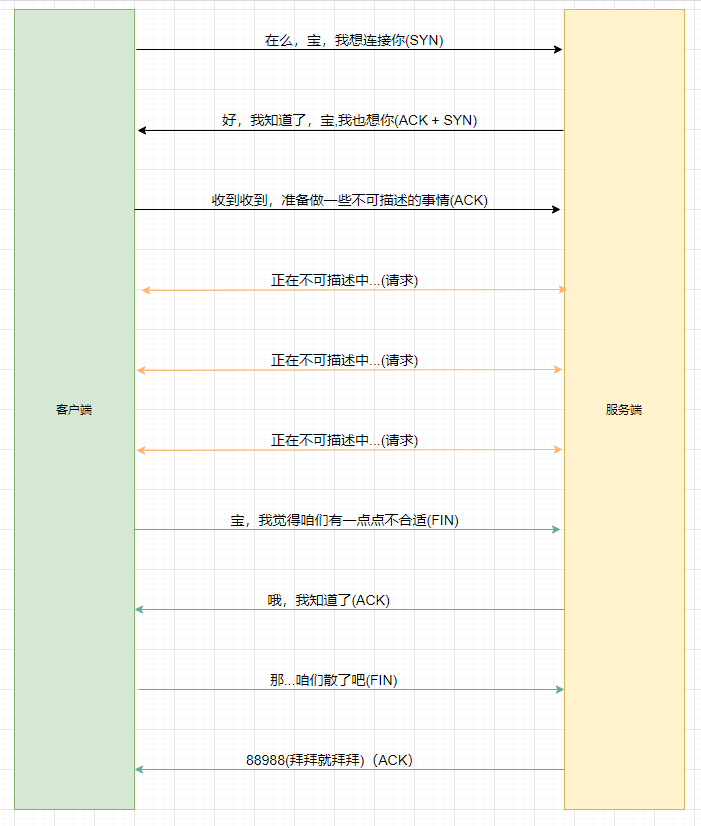 在么，宝，我想连接你(SYN)
好，我知道了，宝,我也想你(ACK + SYN)
收到收到，准备做一些不可描述的事情(ACK)
正在不可描述中...(请求)
正在不可描述中...(请求)
客户端
服务端
正在不可描述中...(请求)
宝，我觉得咱们有一点点不合适(FIN)
哦，我知道了(ACK)
那...咱们散了吧(FIN)
88988(拜拜就拜拜)（ACK）